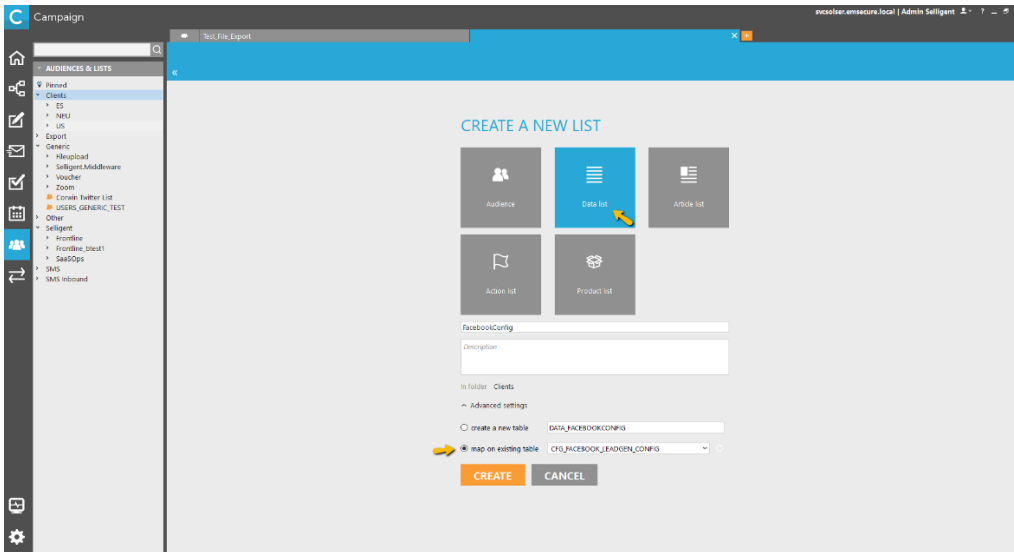 C Campaign
svcsolser.emsecure.local | Admin Selligent
Test_File_Export
AUDIENCES & LISTS
Pinned
Clients
ES
NEU
US
Export
Generic
Fileupload
Selligent.Middleware
Voucher
Zoom
Corwin Twitter List
USERS_GENERIC_TEST
Other
Selligent
Frontline
Frontline_btest1
SaaSOps
SMS
SMS Inbound
CREATE A NEW LIST
Audience
Data list
Article list
Action list
Product list
FacebookConfig
Description
In folder Clients
Advanced settings
create a new table DATA_FACEBOOKCONFIG
map on existing table CFG_FACEBOOK_LEADGEN_CONFIG
CREATE CANCEL